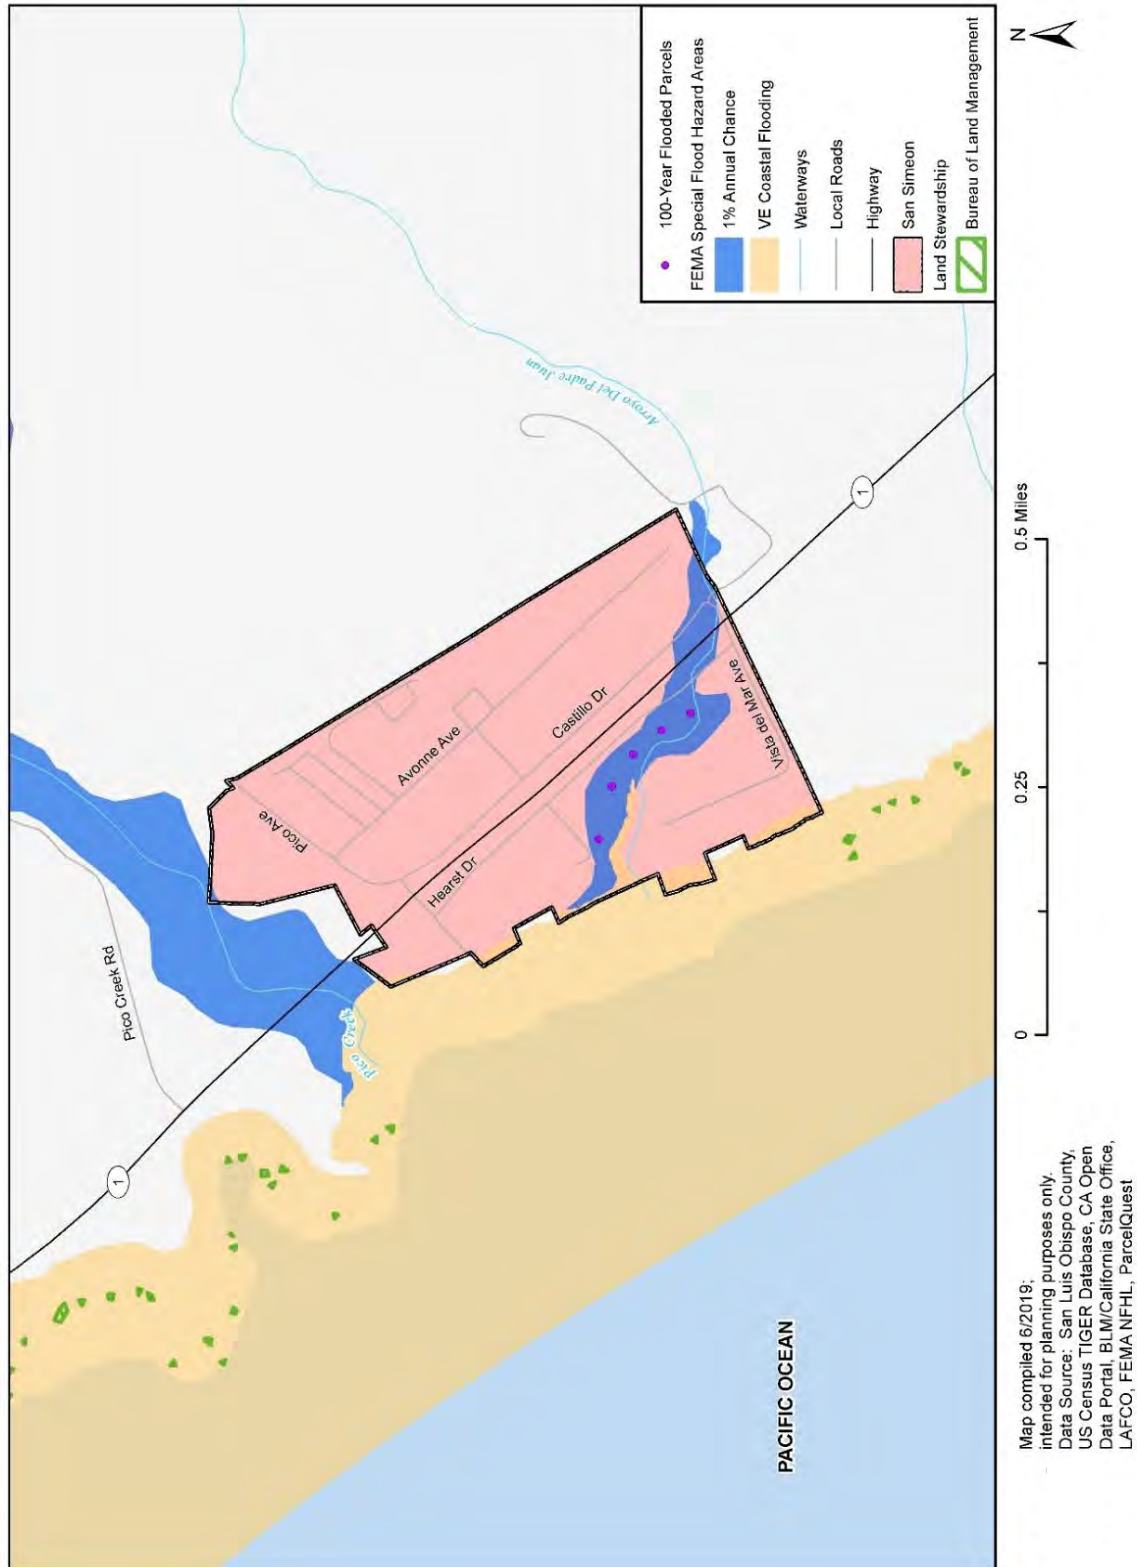 Pico Creek Rd
1
Pico Creek
Pico Ave
Avonne Ave
Hearst Dr
Castillo Dr
Vista del Mar Ave
Arroyo Del Padre Juan
1
PACIFIC OCEAN
100-Year Flooded Parcels
FEMA Special Flood Hazard Areas
1% Annual Chance
VE Coastal Flooding
Waterways
Local Roads
Highway
San Simeon
Land Stewardship
Bureau of Land Management
Map compiled 6/2019;
intended for planning purposes only.
Data Source: San Luis Obispo County,
US Census TIGER Database, CA Open
Data Portal, BLM/California State Office,
LAFCO, FEMA NFHL, ParcelQuest
0 0.25 0.5 Miles
N